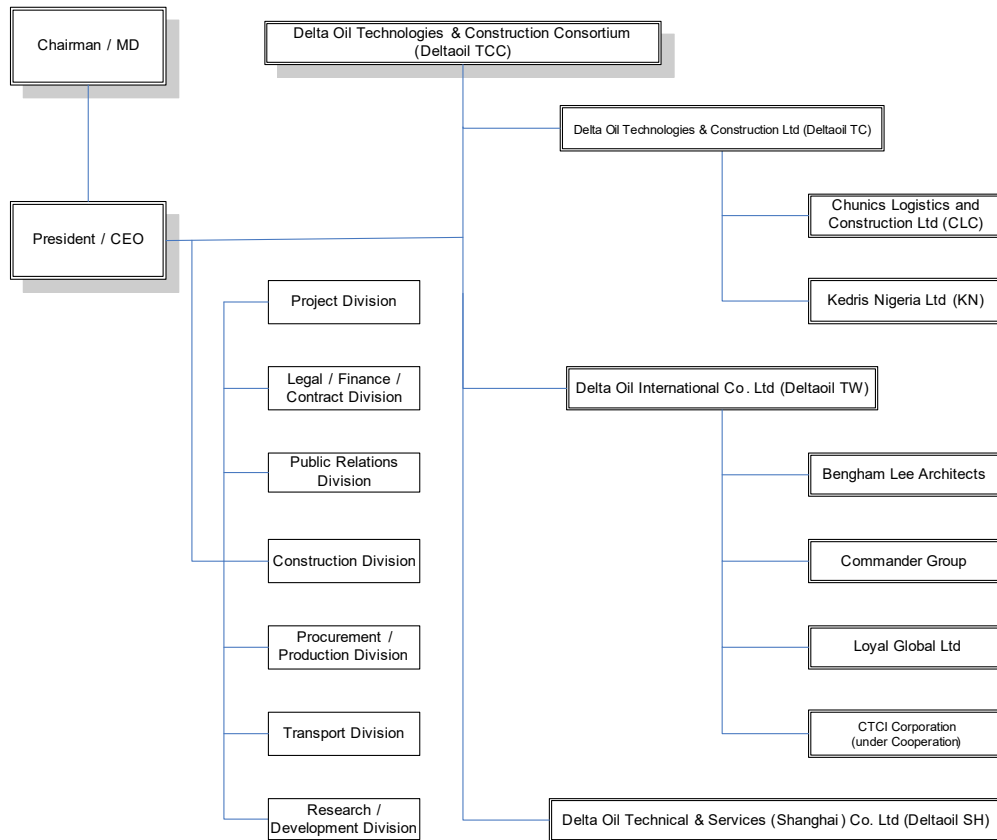 Chairman / MD
Delta Oil Technologies & Construction Consortium
(Deltaoil TCC)
Delta Oil Technologies & Construction Ltd (Deltaoil TC)
Chunics Logistics and
Construction Ltd (CLC)
President / CEO
Project Division
Kedris Nigeria Ltd (KN)
Legal / Finance /
Contract Division
Delta Oil International Co. Ltd (Deltaoil TW)
Public Relations
Division
Bengham Lee Architects
Construction Division
Commander Group
Procurement /
Production Division
Loyal Global Ltd
Transport Division
CTCI Corporation
(under Cooperation)
Research /
Development Division
Delta Oil Technical & Services (Shanghai) Co. Ltd (Deltaoil SH)